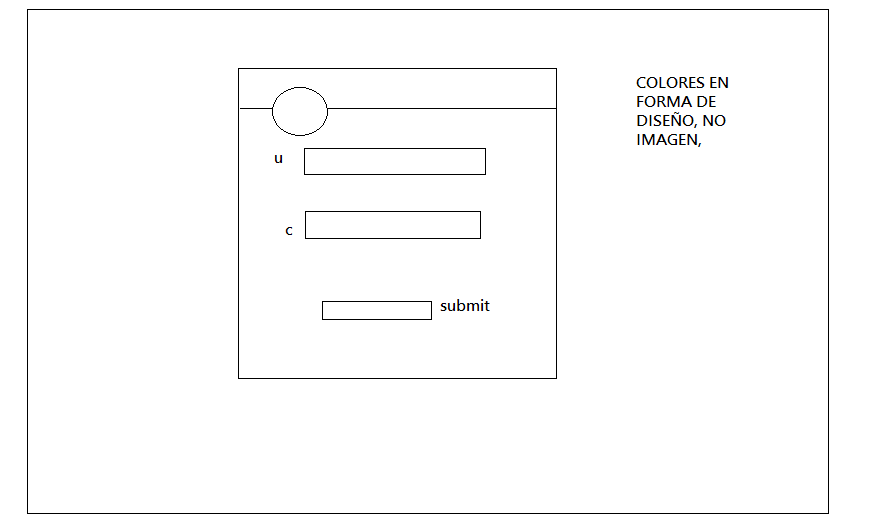 COLORES EN
FORMA DE
DISEÑO, NO
IMAGEN,
u
c
submit